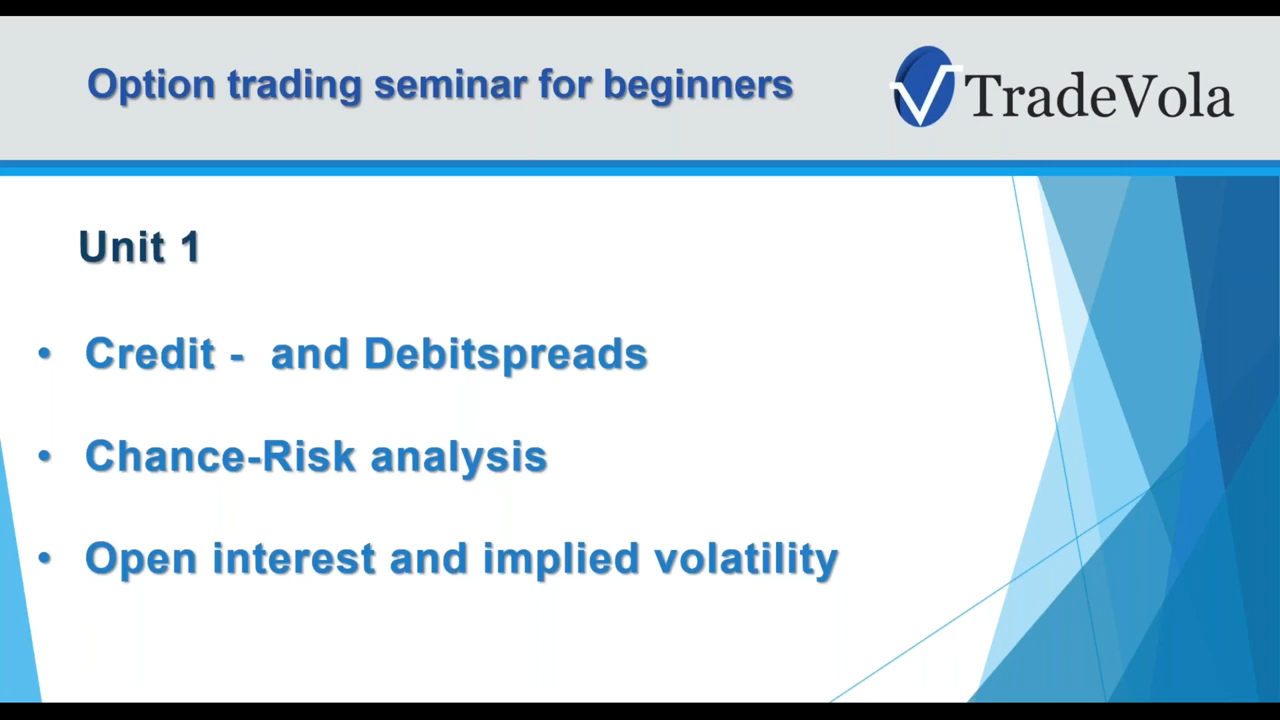 Option trading seminar for beginners
TradeVola
Unit 1
• Credit - and Debitspreads
• Chance-Risk analysis
• Open interest and implied volatility